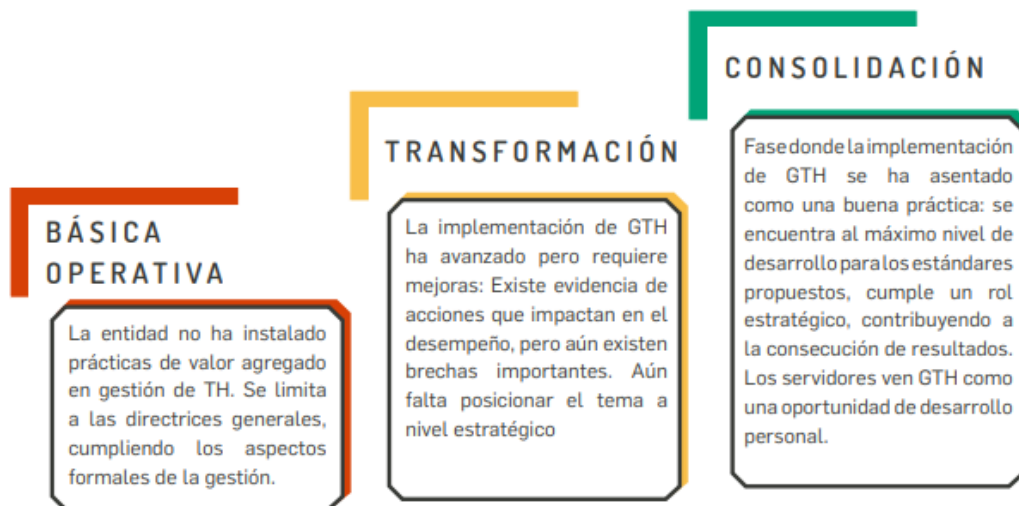 BÁSICA
OPERATIVA
La entidad no ha instalado
prácticas de valor agregado
en gestión de TH. Se limita
a las directrices generales,
cumpliendo los aspectos
formales de la gestión.
TRANSFORMACIÓN
La implementación de GTH
ha avanzado pero requiere
mejoras: Existe evidencia de
acciones que impactan en el
desempeño, pero aún existen
brechas importantes. Aún
falta posicionar el tema a
nivel estratégico
CONSOLIDACIÓN
Fase donde la implementación
de GTH se ha asentado
como una buena práctica: se
encuentra al máximo nivel de
desarrollo para los estándares
propuestos, cumple un rol
estratégico, contribuyendo a
la consecución de resultados.
Los servidores ven GTH como
una oportunidad de desarrollo
personal.